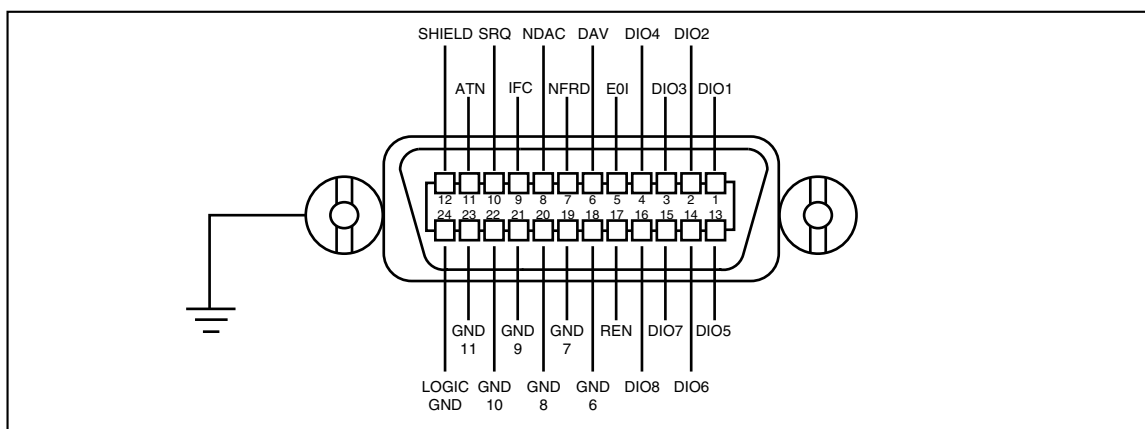 SHIELD SRQ NDAC DAV DIO4 DIO2
ATN IFC NFRD E0I DIO3 DIO1
12 11 10 9 8 7 6 5 4 3 2 1
24 23 22 21 20 19 18 17 16 15 14 13
GND GND GND REN DIO7 DIO5
11 9 7
LOGIC GND GND GND DIO8 DIO6
GND 10 8 6